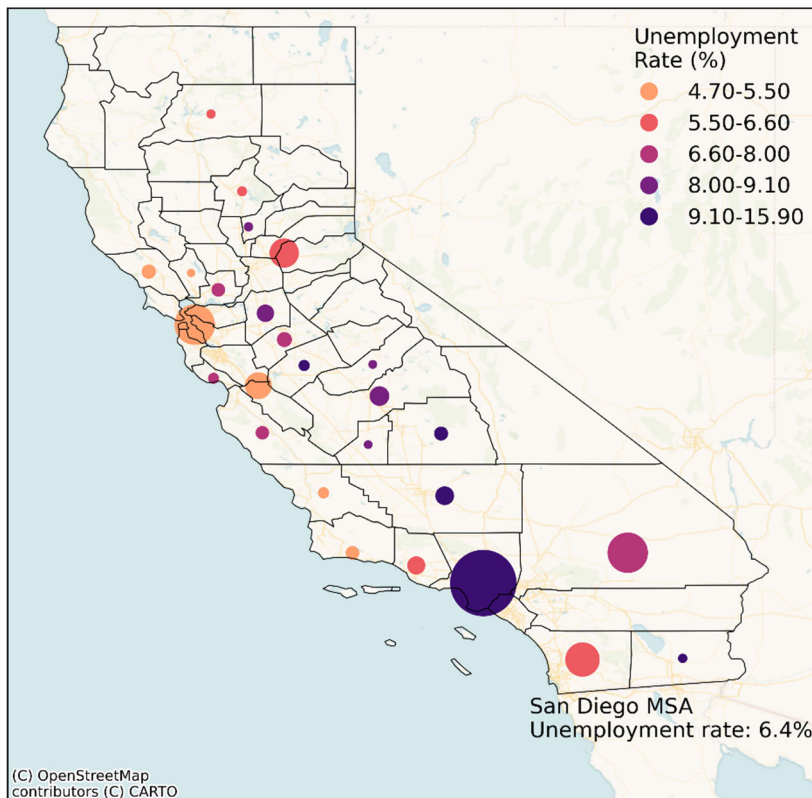 Unemployment
Rate (%)
4.70-5.50
5.50-6.60
6.60-8.00
8.00-9.10
9.10-15.90
San Diego MSA
Unemployment rate: 6.4%
(C) OpenStreetMap
contributors (C) CARTO